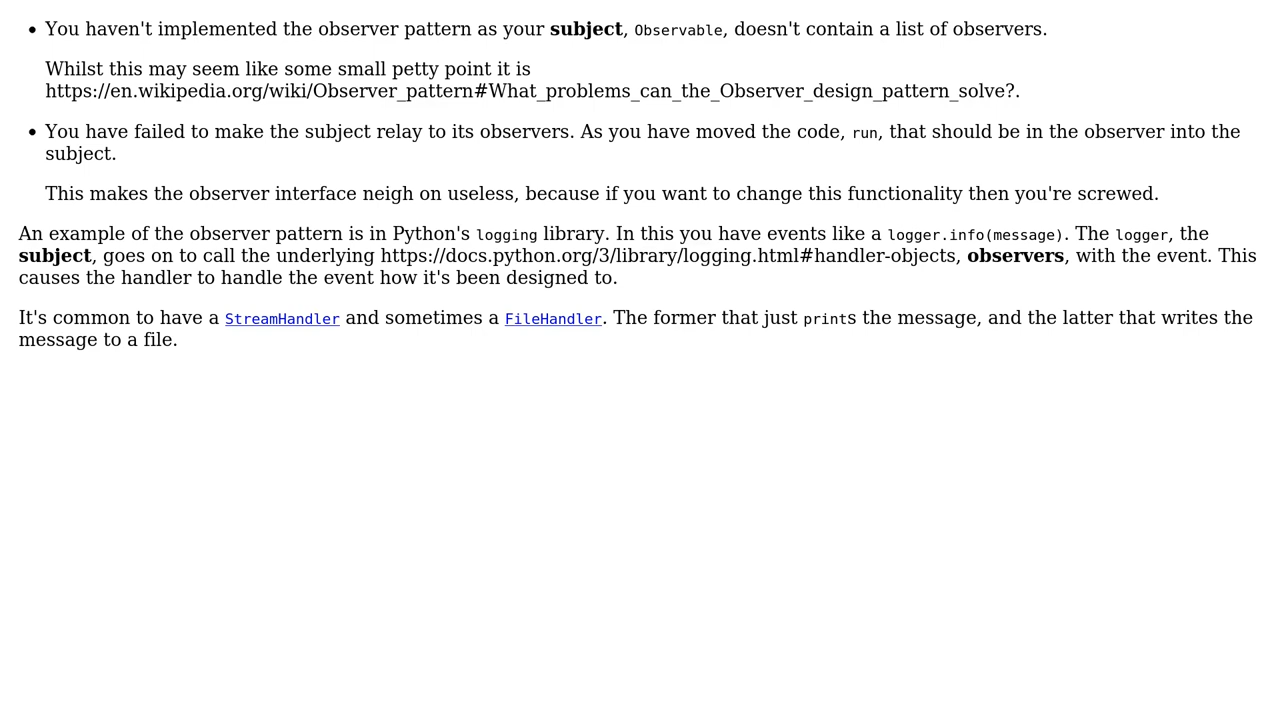 You haven't implemented the observer pattern as your subject, Observable, doesn't contain a list of observers.
Whilst this may seem like some small petty point it is
https://en.wikipedia.org/wiki/Observer_pattern#What_problems_can_the_Observer_design_pattern_solve?.
You have failed to make the subject relay to its observers. As you have moved the code, run, that should be in the observer into the
subject.
This makes the observer interface neigh on useless, because if you want to change this functionality then you're screwed.
An example of the observer pattern is in Python's logging library. In this you have events like a logger.info(message). The logger, the
subject, goes on to call the underlying https://docs.python.org/3/library/logging.html#handler-objects, observers, with the event. This
causes the handler to handle the event how it's been designed to.
It's common to have a StreamHandler and sometimes a FileHandler. The former that just prints the message, and the latter that writes the
message to a file.